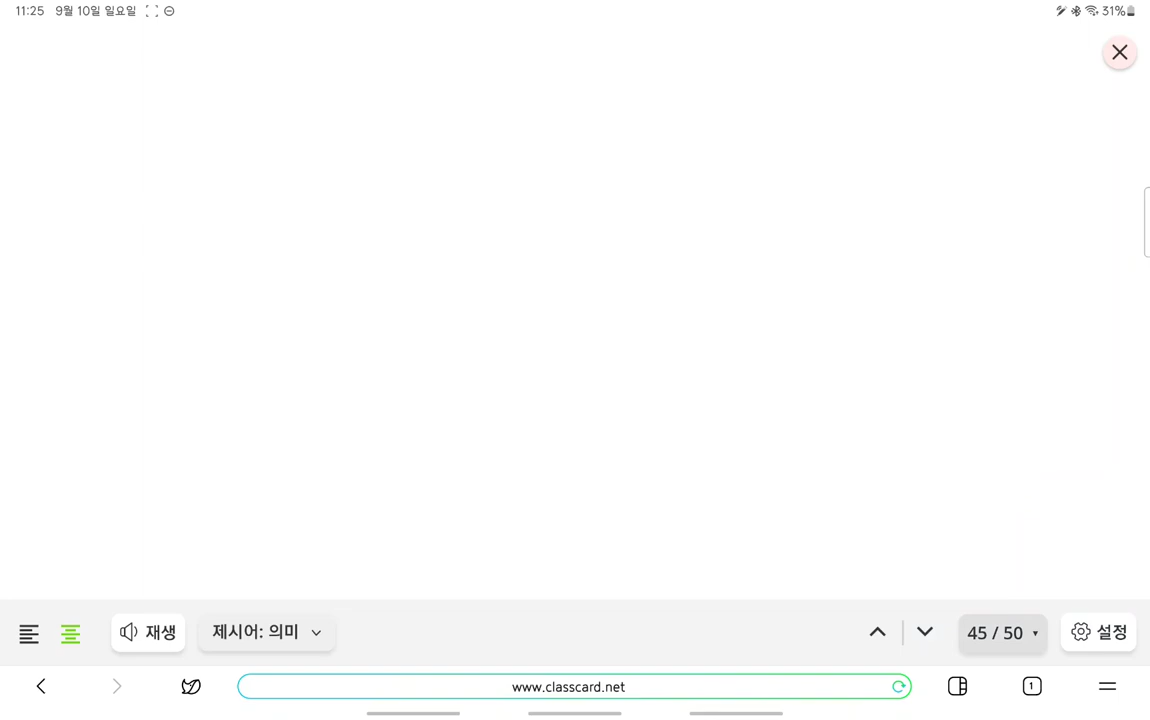 11:25 9월 10일 일요일
31%
재생
제시어: 의미
45 / 50
설정
www.classcard.net
1